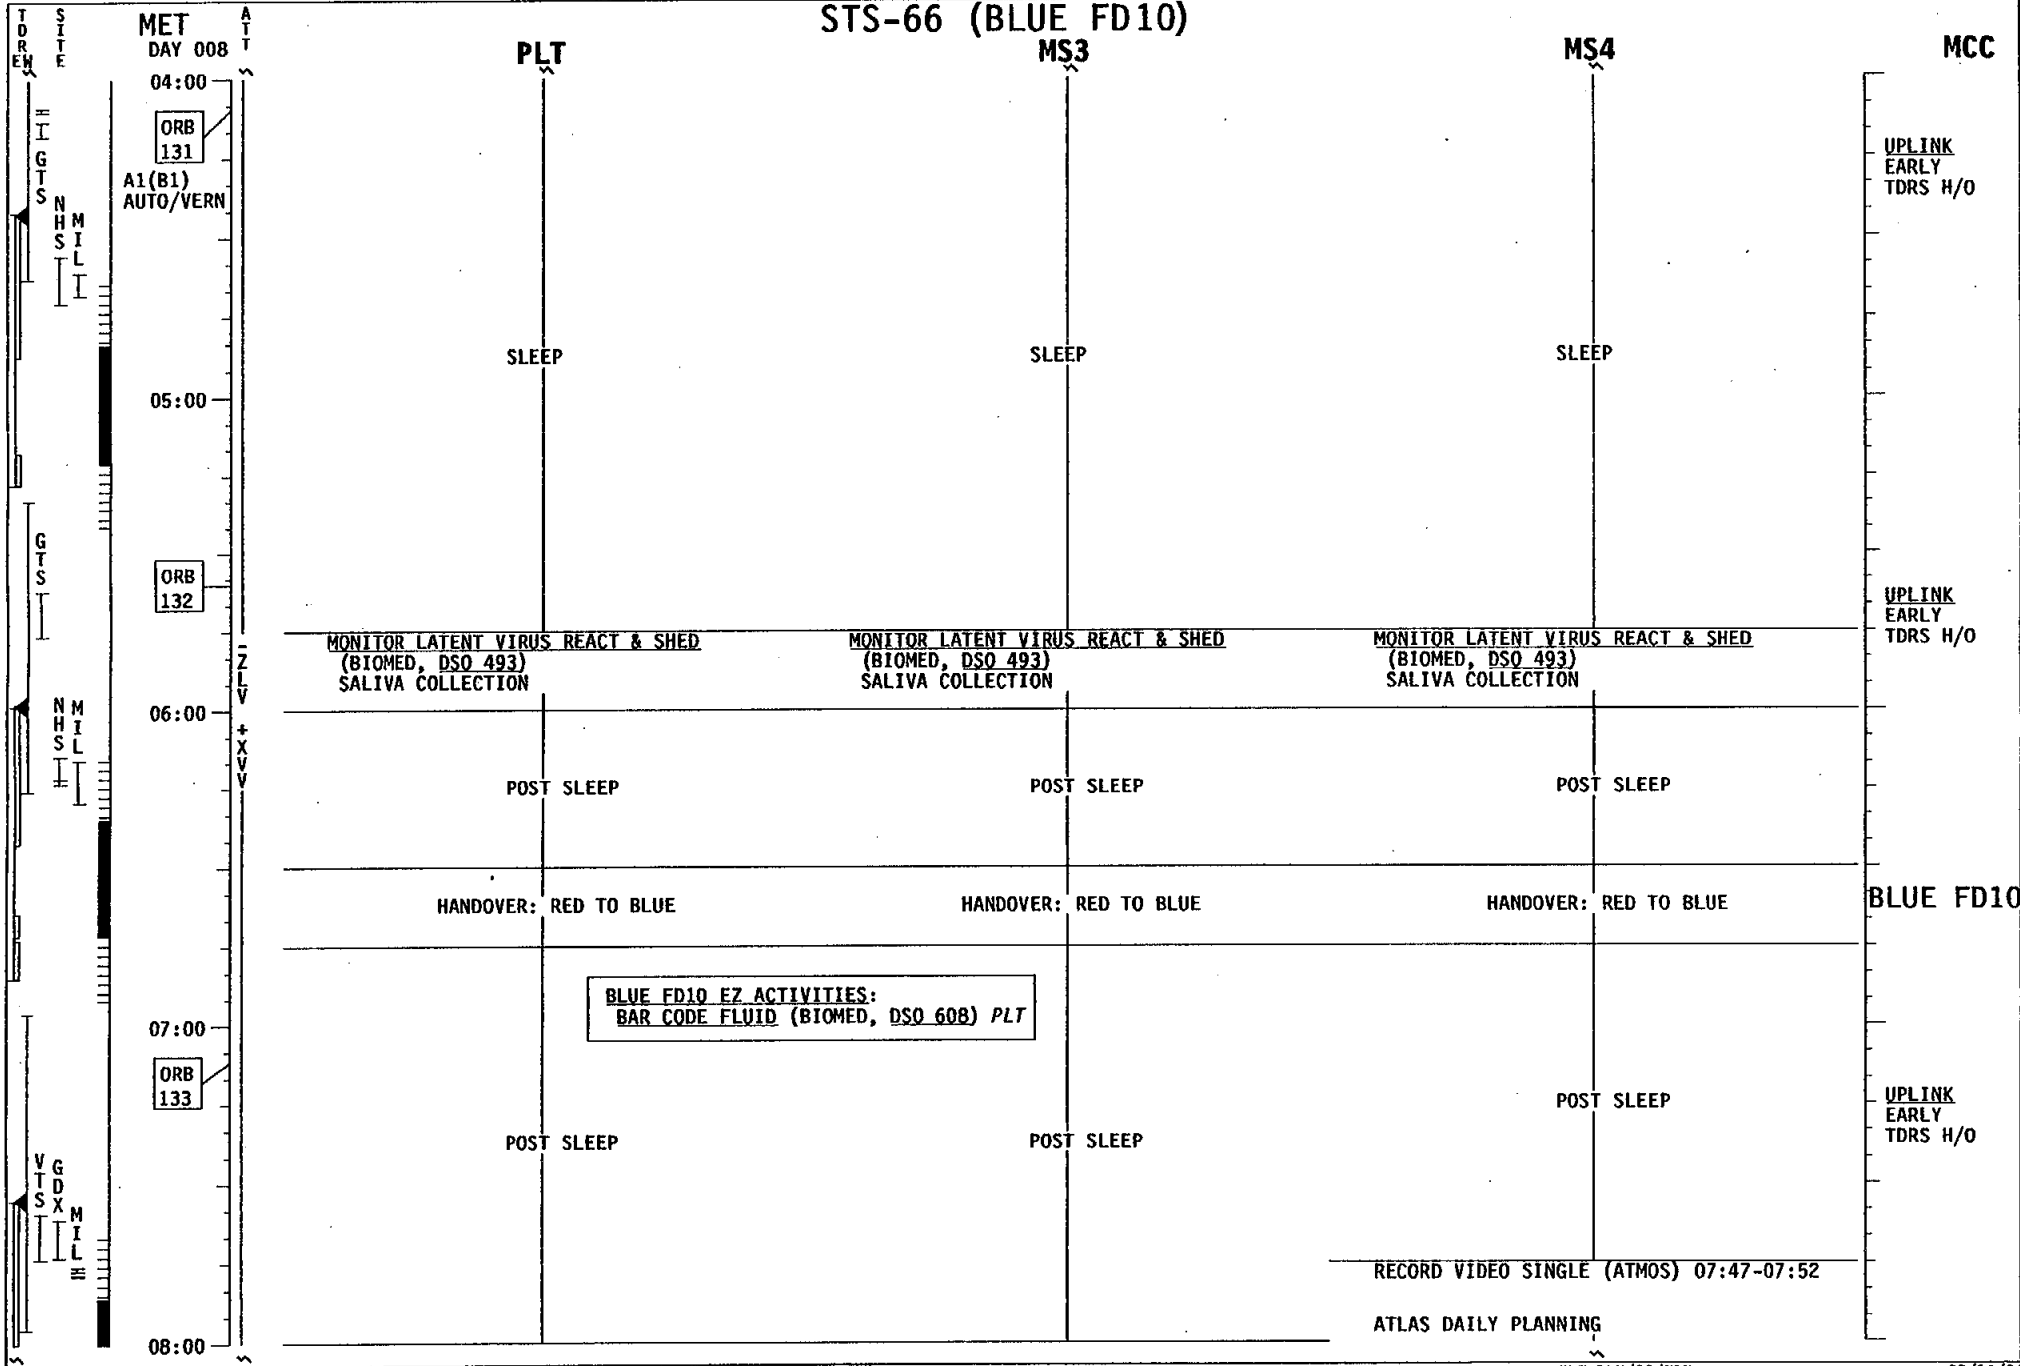 STS-66 (BLUE FD10)
TDRS
E W
SITE
MET
DAY 008
ATT
PLT
MS3
MS4
MCC
04:00
ORB
131
A1(B1)
AUTO/VERN
GTS
NHS
MIL
UPLINK
EARLY
TDRS H/O
SLEEP
SLEEP
SLEEP
05:00
GTS
ORB
132
UPLINK
EARLY
TDRS H/O
MONITOR LATENT VIRUS REACT & SHED
(BIOMED, DSO 493)
SALIVA COLLECTION
MONITOR LATENT VIRUS REACT & SHED
(BIOMED, DSO 493)
SALIVA COLLECTION
MONITOR LATENT VIRUS REACT & SHED
(BIOMED, DSO 493)
SALIVA COLLECTION
-ZLV +XVV
NHS
MIL
06:00
POST SLEEP
POST SLEEP
POST SLEEP
HANDOVER: RED TO BLUE
HANDOVER: RED TO BLUE
HANDOVER: RED TO BLUE
BLUE FD10
BLUE FD10 EZ ACTIVITIES:
BAR CODE FLUID (BIOMED, DSO 608) PLT
07:00
ORB
133
POST SLEEP
POST SLEEP
POST SLEEP
UPLINK
EARLY
TDRS H/O
VTS
GDX
MIL
RECORD VIDEO SINGLE (ATMOS) 07:47-07:52
ATLAS DAILY PLANNING
08:00